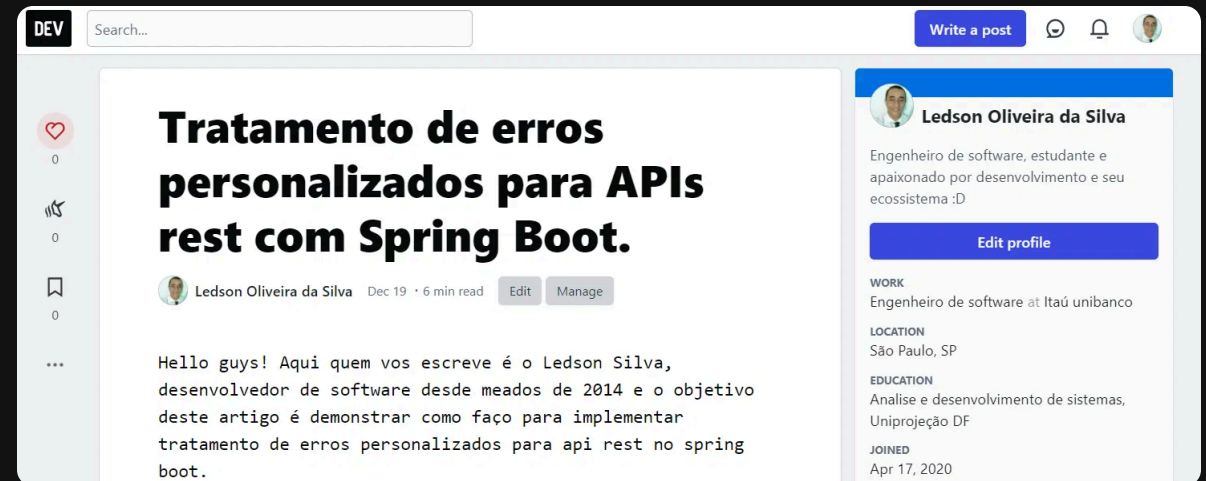 DEV
Search...
Write a post
0
0
0
Tratamento de erros
personalizados para APIs
rest com Spring Boot.
Ledson Oliveira da Silva Dec 19 · 6 min read Edit Manage
Hello guys! Aqui quem vos escreve é o Ledson Silva,
desenvolvedor de software desde meados de 2014 e o objetivo
deste artigo é demonstrar como faço para implementar
tratamento de erros personalizados para api rest no spring
boot.
Ledson Oliveira da Silva
Engenheiro de software, estudante e
apaixonado por desenvolvimento e seu
ecossistema :D
Edit profile
WORK
Engenheiro de software at Itaú unibanco
LOCATION
São Paulo, SP
EDUCATION
Analise e desenvolvimento de sistemas,
Uniprojeção DF
JOINED
Apr 17, 2020